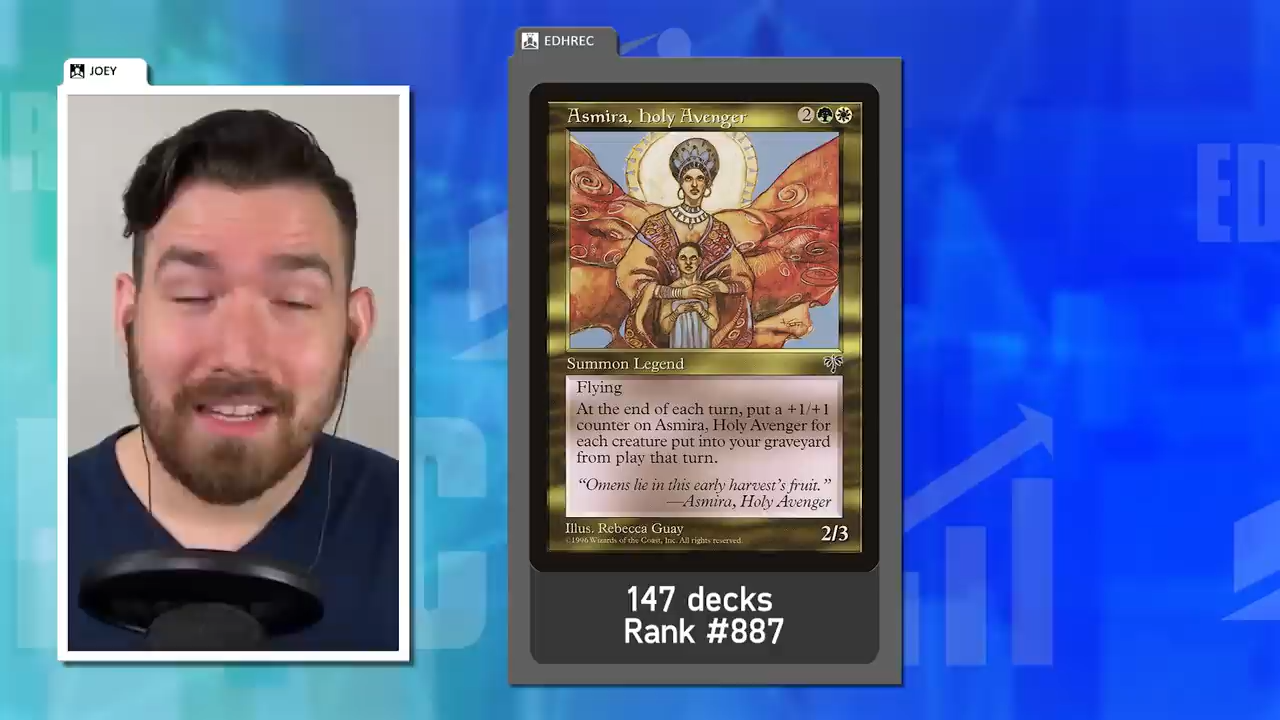 JOEY
EDHREC
Asmira, Holy Avenger 2
Summon Legend
Flying
At the end of each turn, put a +1/+1
counter on Asmira, Holy Avenger for
each creature put into your graveyard
from play that turn.
“Omens lie in this early harvest’s fruit.”
—Asmira, Holy Avenger
Illus. Rebecca Guay
©1996 Wizards of the Coast, Inc. All rights reserved.
2/3
147 decks
Rank #887
ED